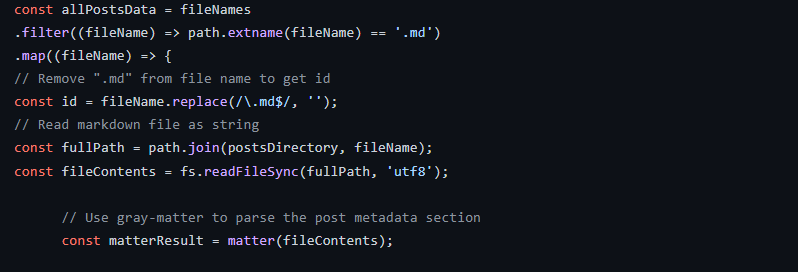 const allPostsData = fileNames
.filter((fileName) => path.extname(fileName) == '.md')
.map((fileName) => {
// Remove ".md" from file name to get id
const id = fileName.replace(/\.md$/, '');
// Read markdown file as string
const fullPath = path.join(postsDirectory, fileName);
const fileContents = fs.readFileSync(fullPath, 'utf8');
// Use gray-matter to parse the post metadata section
const matterResult = matter(fileContents);